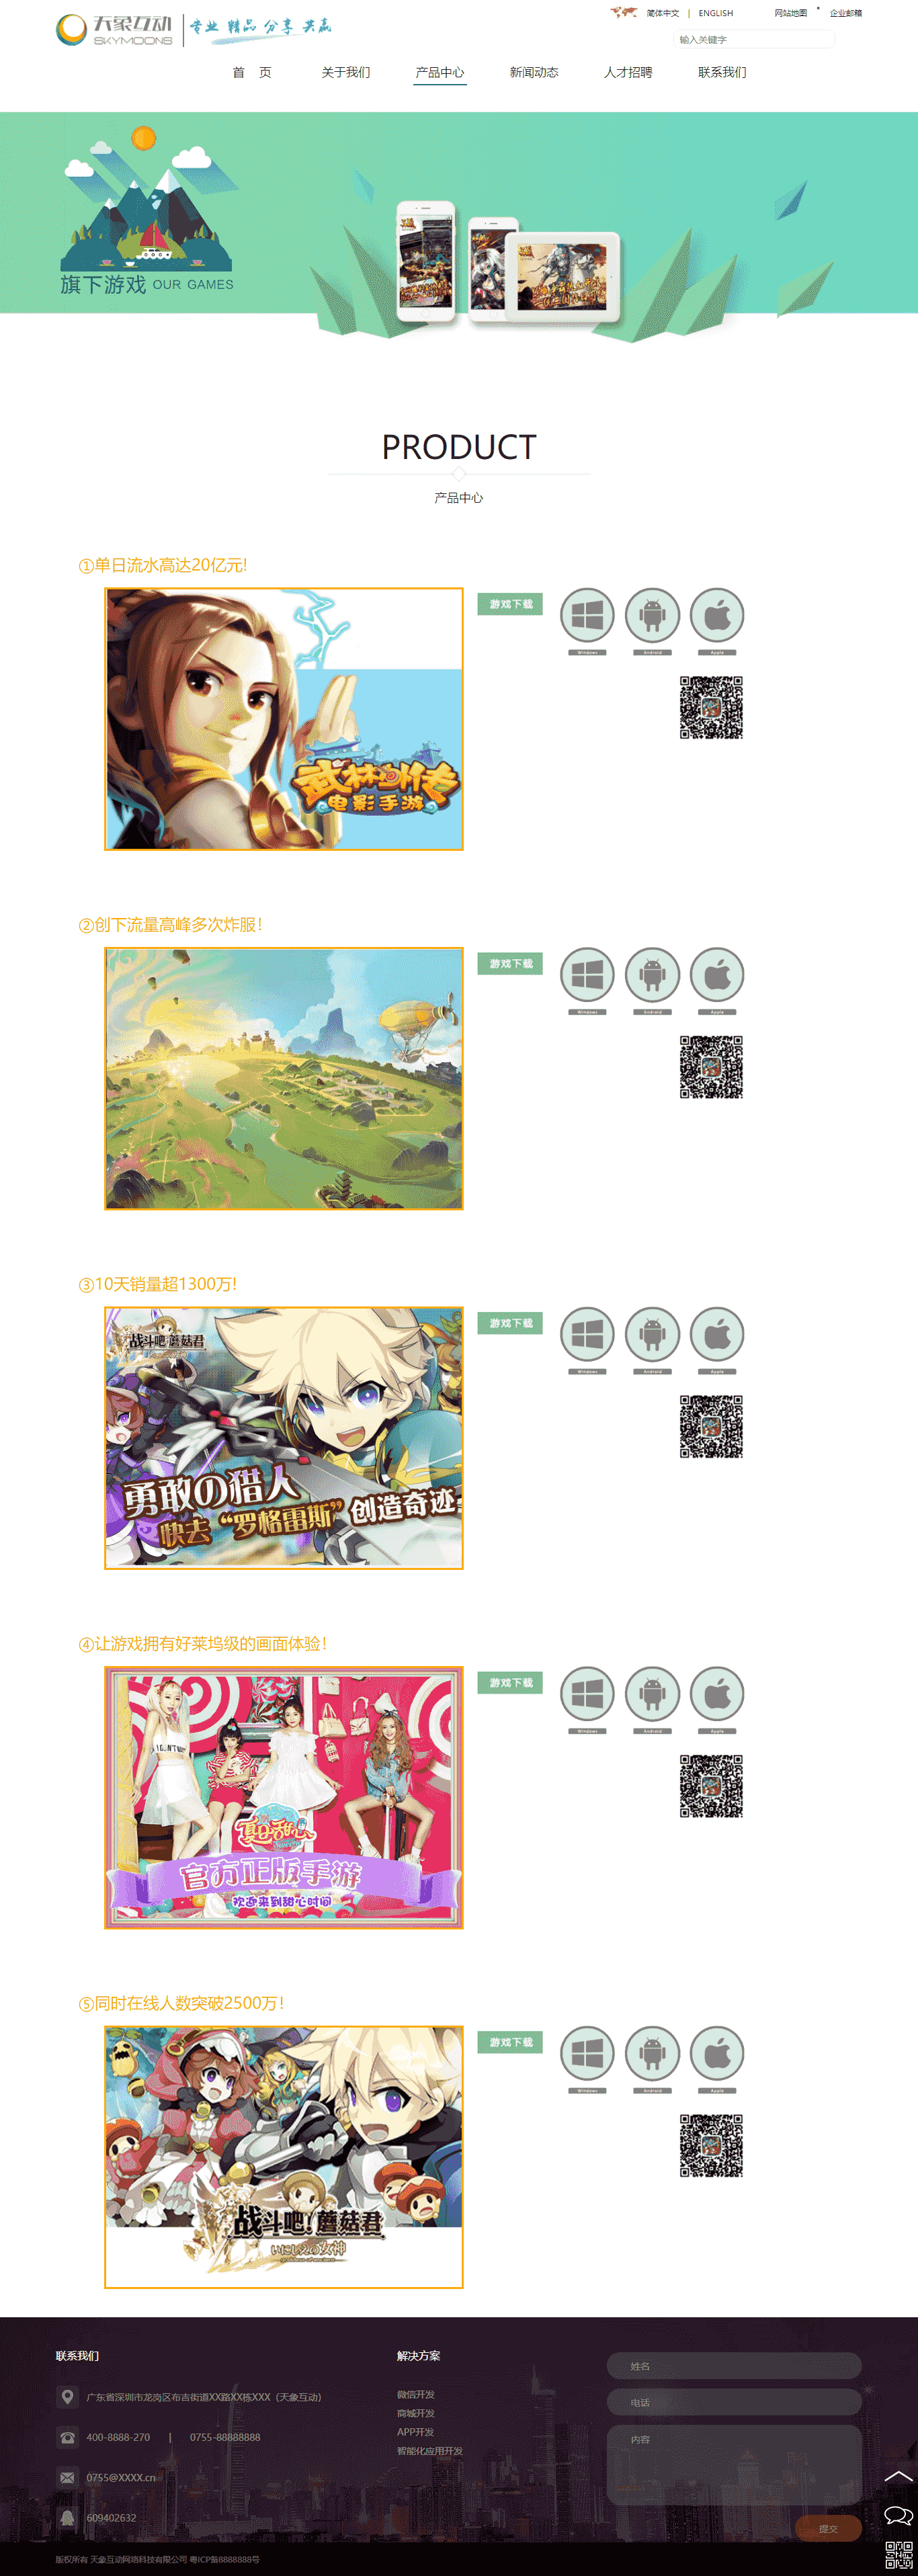 天象互动
SKYMOONS
专业 精品 分享 共赢
简体中文 | ENGLISH
网站地图
企业邮箱
输入关键字
首 页
关于我们
产品中心
新闻动态
人才招聘
联系我们
旗下游戏 OUR GAMES
PRODUCT
产品中心
①单日流水高达20亿元!
武林外传
电影手游
游戏下载
Windows
Android
Apple
②创下流量高峰多次炸服!
游戏下载
Windows
Android
Apple
③10天销量超1300万!
战斗吧 蘑菇君
勇敢の猎人
快去“罗格雷斯”创造奇迹
游戏下载
Windows
Android
Apple
④让游戏拥有好莱坞级的画面体验!
夏日甜心
官方正版手游
欢迎来到甜心时间
游戏下载
Windows
Android
Apple
⑤同时在线人数突破2500万!
战斗吧!蘑菇君
いにしえの女神
游戏下载
Windows
Android
Apple
联系我们
广东省深圳市龙岗区布吉街道XX路XX栋XXX（天象互动）
400-8888-270 | 0755-88888888
0755@XXXX.cn
609402632
解决方案
微信开发
商城开发
APP开发
智能化应用开发
姓名
电话
内容
提交
版权所有 天象互动网络科技有限公司 粤ICP备8888888号